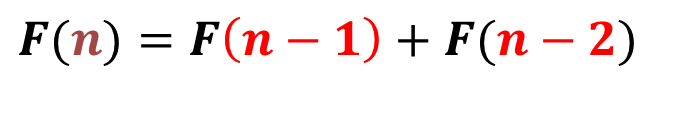 F(n) = F(n − 1) + F(n − 2)